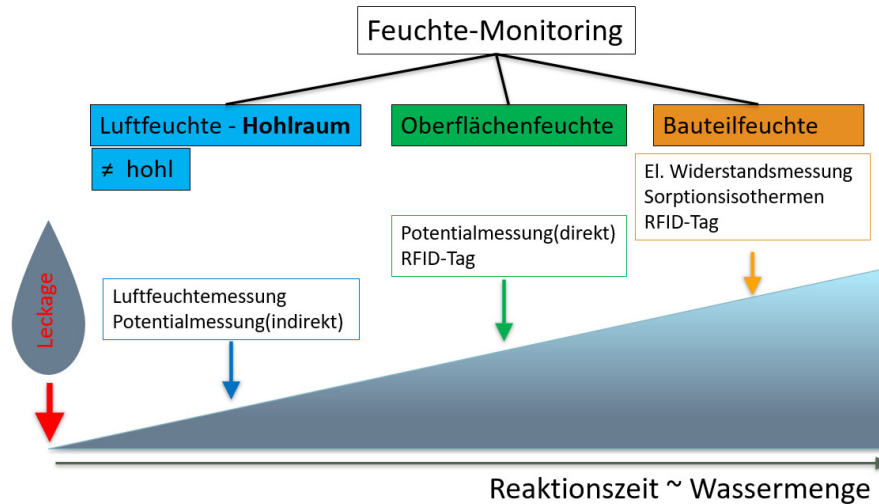 Feuchte-Monitoring
Luftfeuchte - Hohlraum
≠ hohl
Oberflächenfeuchte
Bauteilfeuchte
El. Widerstandsmessung
Sorptionsisothermen
RFID-Tag
Potentialmessung(direkt)
RFID-Tag
Luftfeuchtemessung
Potentialmessung(indirekt)
Leckage
Reaktionszeit ~ Wassermenge